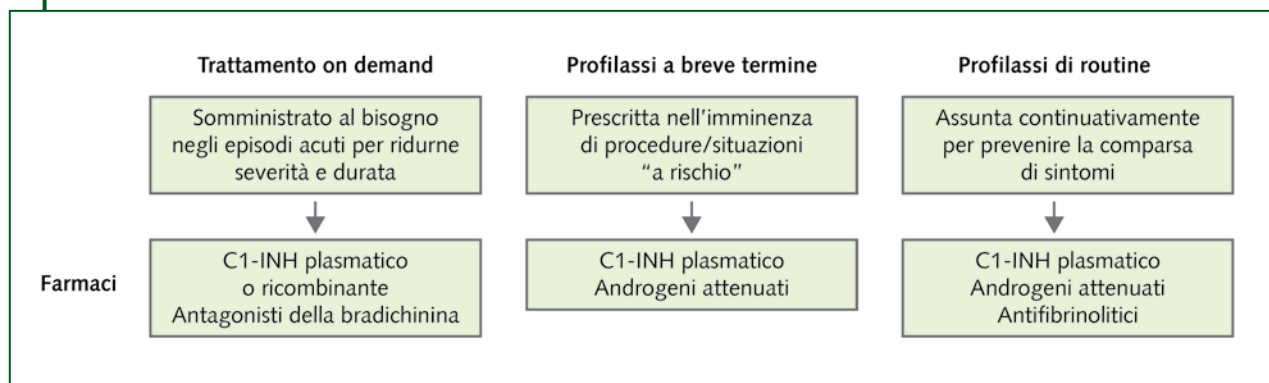 Trattamento on demand
Somministrato al bisogno
negli episodi acuti per ridurne
severità e durata
C1-INH plasmatico
o ricombinante
Antagonisti della bradichinina
Profilassi a breve termine
Prescritta nell'imminenza
di procedure/situazioni
“a rischio”
C1-INH plasmatico
Androgeni attenuati
Profilassi di routine
Assunta continuativamente
per prevenire la comparsa
di sintomi
C1-INH plasmatico
Androgeni attenuati
Antifibrinolitici
Farmaci